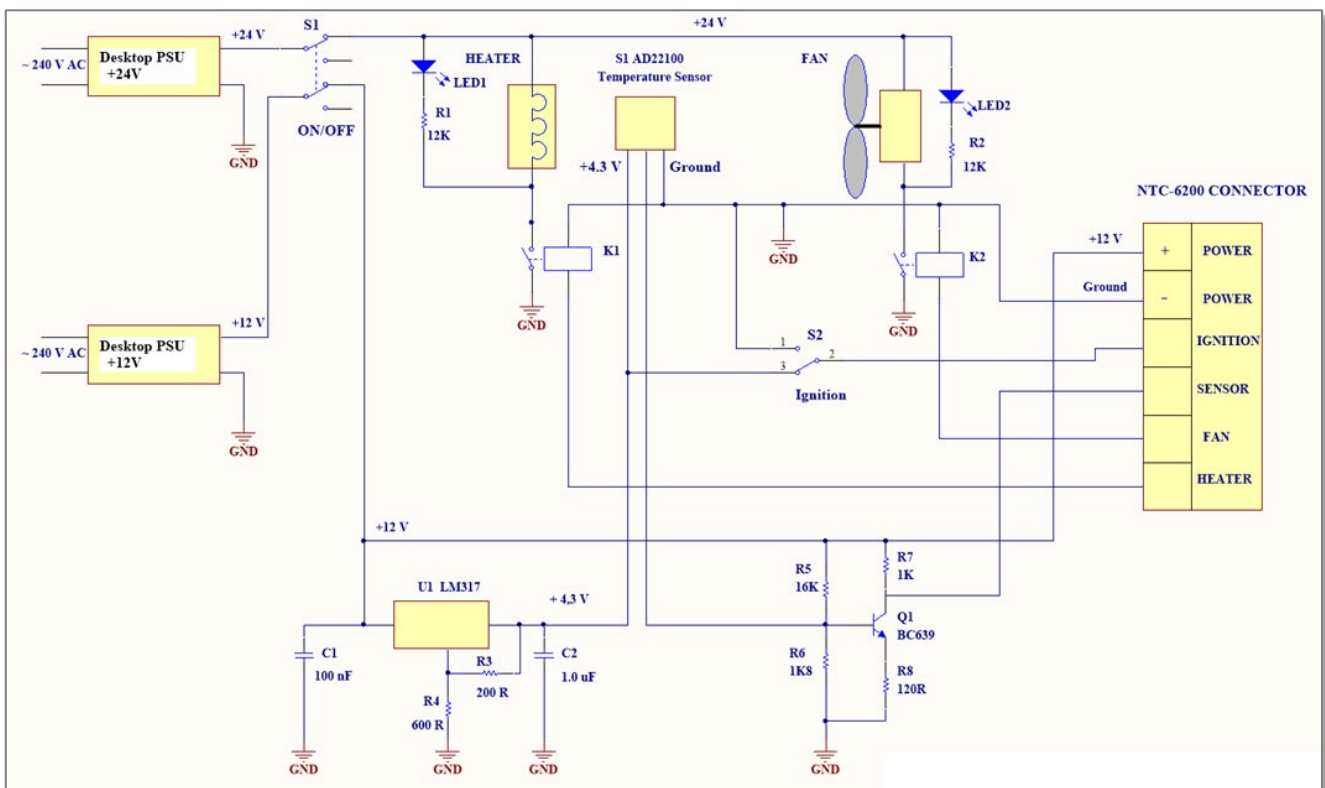 S1
+24 V
+24 V
Desktop PSU
+24V
~ 240 V AC
HEATER
S1 AD22100
Temperature Sensor
FAN
LED1
LED2
R1
12K
R2
12K
ON/OFF
GND
+4.3 V
Ground
NTC-6200 CONNECTOR
K1
GND
K2
+12 V
+
POWER
Ground
-
POWER
GND
GND
+12 V
Desktop PSU
+12V
~ 240 V AC
S2
1
2
3
Ignition
IGNITION
SENSOR
FAN
HEATER
GND
+12 V
R5
16K
R7
1K
U1 LM317
+ 4,3 V
Q1
BC639
C1
100 nF
R3
200 R
C2
1.0 uF
R6
1K8
R8
120R
R4
600 R
GND
GND
GND
GND